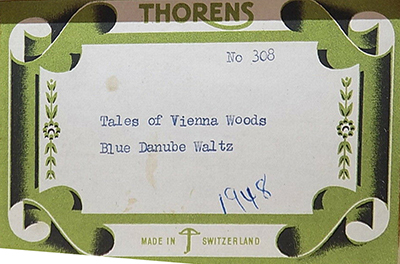 THORENS
No 308
Tales of Vienna Woods
Blue Danube Waltz
1948
MADE IN SWITZERLAND